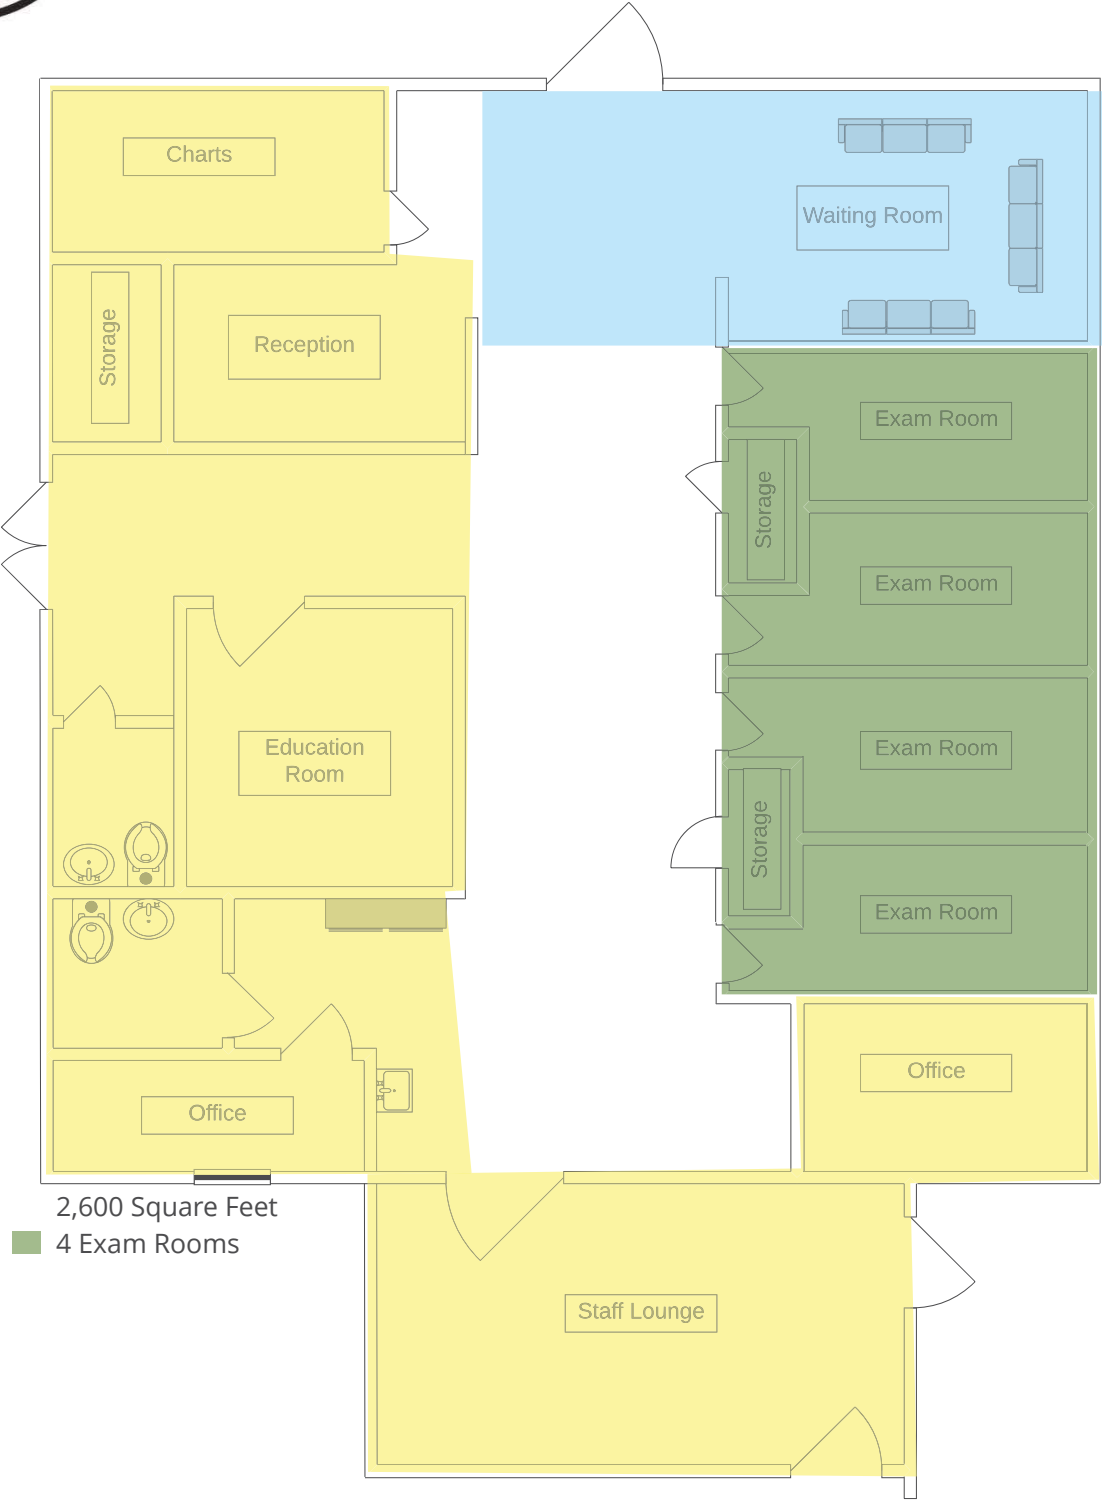 Charts
Waiting Room
Storage
Reception
Exam Room
Storage
Exam Room
Education
Room
Exam Room
Storage
Exam Room
Office
Office
2,600 Square Feet
4 Exam Rooms
Staff Lounge